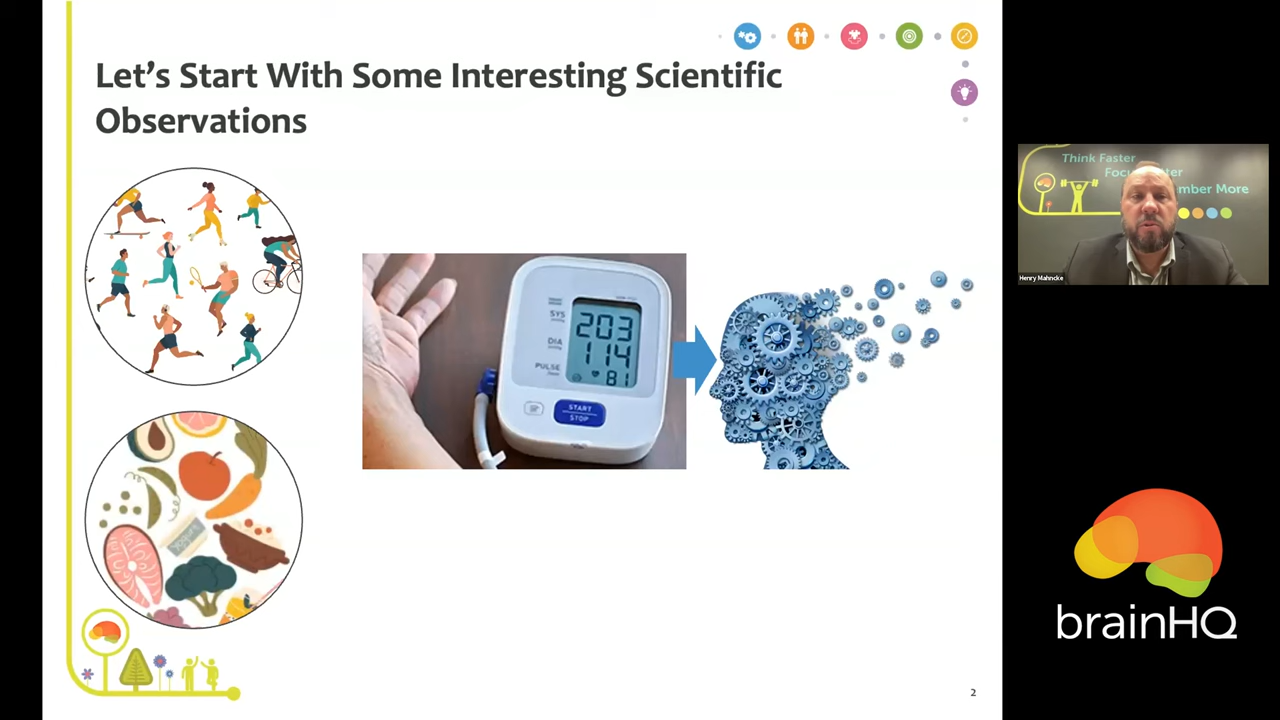 Let's Start With Some Interesting Scientific
Observations
SYS
203
DIA
114
PULSE
81
START
STOP
Yogurt
Think Faster
mber More
Henry Mahncke
brainHQ
2